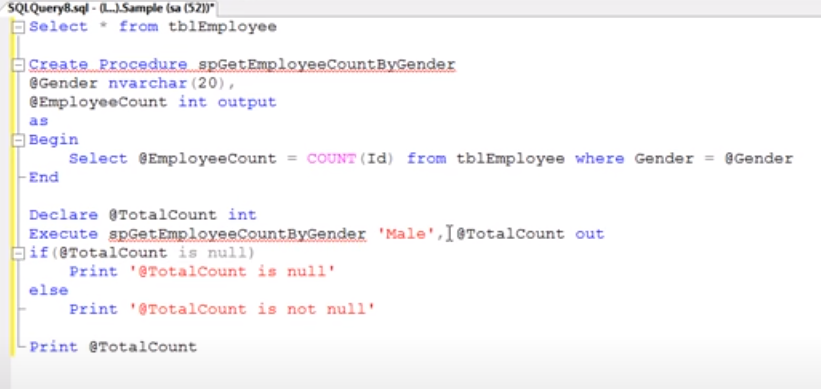 SQLQuery8.sql - (l...).Sample (sa (52))*
Select * from tblEmployee
Create Procedure spGetEmployeeCountByGender
@Gender nvarchar(20),
@EmployeeCount int output
as
Begin
Select @EmployeeCount = COUNT(Id) from tblEmployee where Gender = @Gender
End
Declare @TotalCount int
Execute spGetEmployeeCountByGender 'Male', @TotalCount out
if(@TotalCount is null)
Print '@TotalCount is null'
else
Print '@TotalCount is not null'
Print @TotalCount